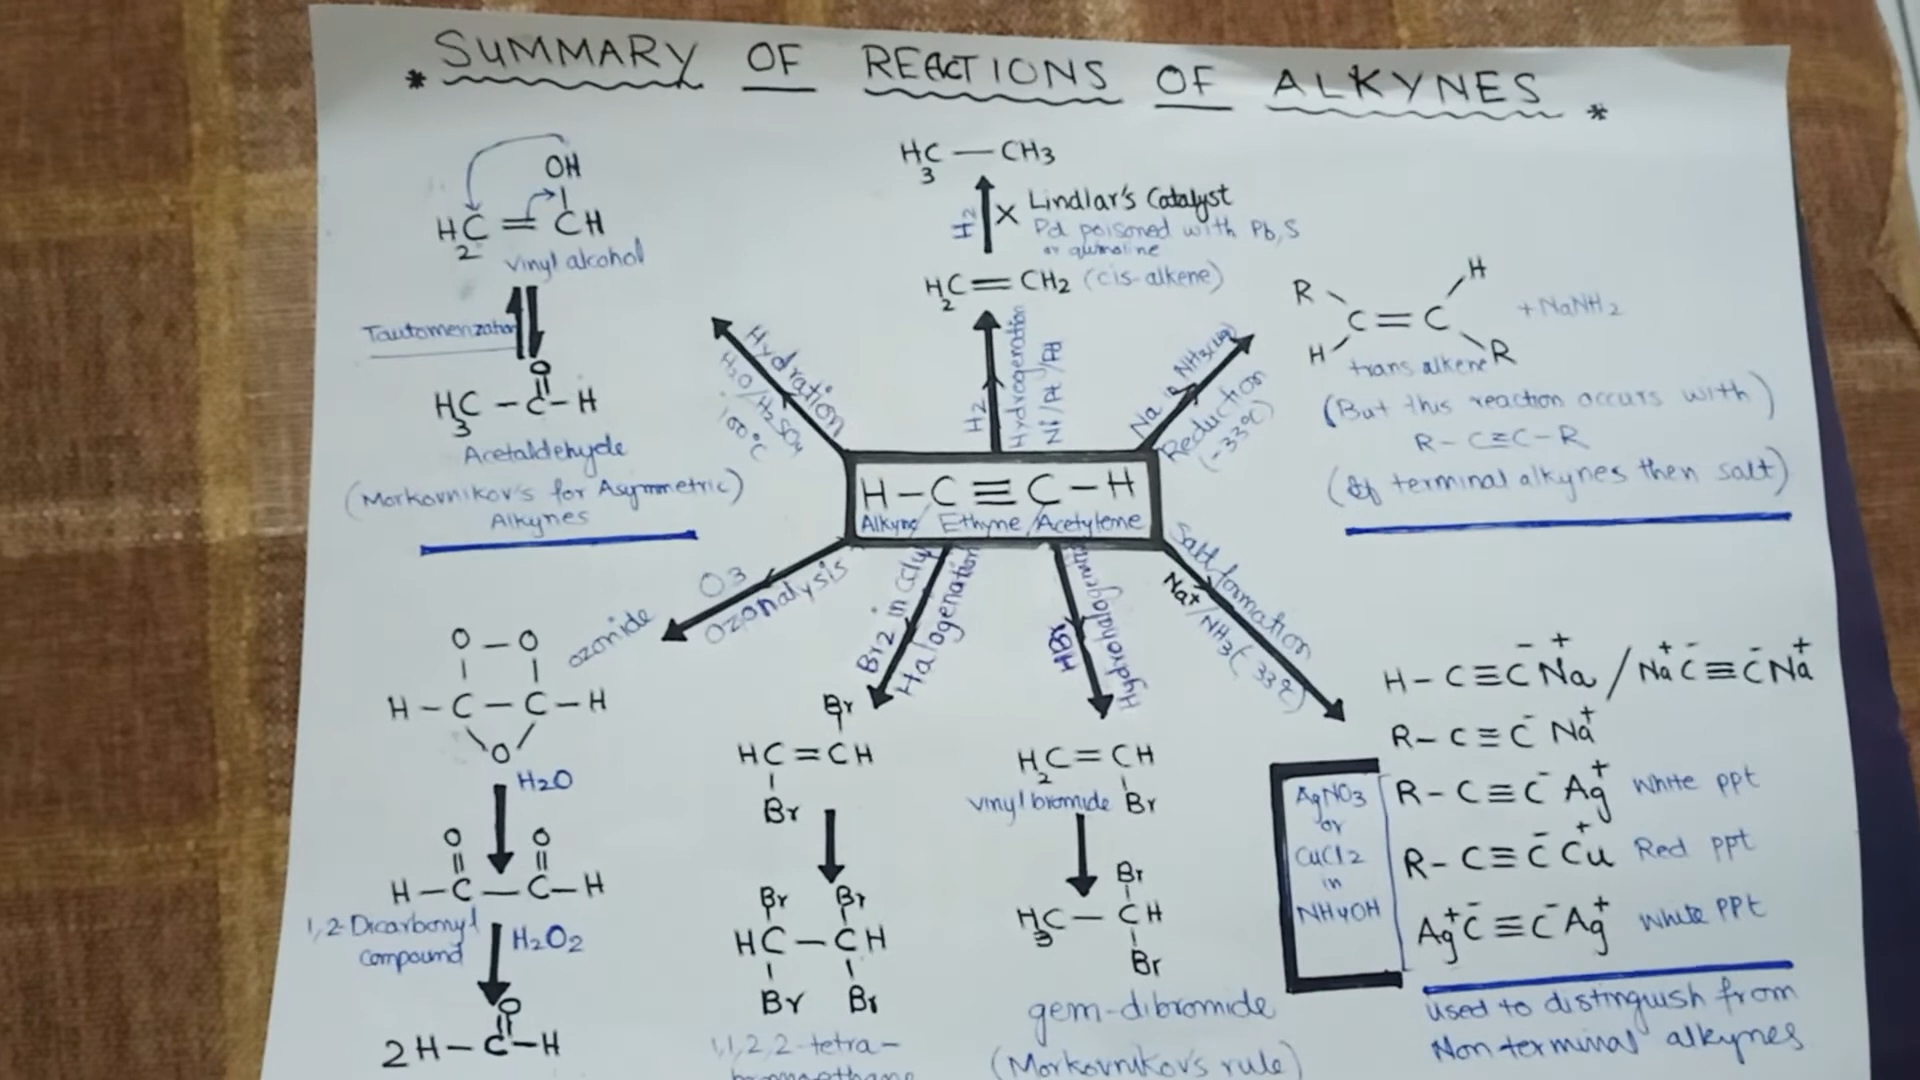 * SUMMARY OF REACTIONS OF ALKYNES *
OH
H2C = CH
vinyl alcohol
Tautomerization
O
H3C - C - H
Acetaldehyde
(Morkovnikov's for Asymmetric)
Alkynes
Hydration
H2O/H2SO4
100°C
H3C — CH3
H2
X Lindlar's Catalyst
Pd poisoned with Pb, S
or quinoline
H2C = CH2 (cis-alkene)
H2
Hydrogenation
Ni/Pt/Pd
Na in NH3(liq)
Reduction
(-33°C)
R H
C = C + NaNH2
H R
trans alkene
(But this reaction occurs with)
R - C≡C - R
(If terminal alkynes then salt)
H - C ≡ C - H
Alkyne/ Ethyne/Acetylene
O3
Ozonalysis
ozonide
O - O
H - C - C - H
O
H2O
O O
H - C - C - H
1,2-Dicarbonyl
compound
H2O2
O
2H - C - H
Br2 in CCl4
Halogenation
Br
HC = CH
Br
Br Br
HC - CH
Br Br
1,1,2,2-tetra-
bromoethane
HBr
Hydrohalogenation
H2C = CH
vinyl bromide Br
Br
H3C - CH
Br
gem-dibromide
(Morkovnikov's rule)
Salt formation
Na+/NH3( 33°C)
H - C≡C⁻ Na⁺ / Na⁺ C⁻≡C⁻ Na⁺
R - C≡C⁻ Na⁺
AgNO3
or
CuCl2
in
NH4OH
R - C≡C⁻ Ag⁺ White ppt
R - C≡C⁻ Cu⁺ Red ppt
Ag⁺ C⁻≡C⁻ Ag⁺ White PPt
used to distinguish from
Non terminal alkynes